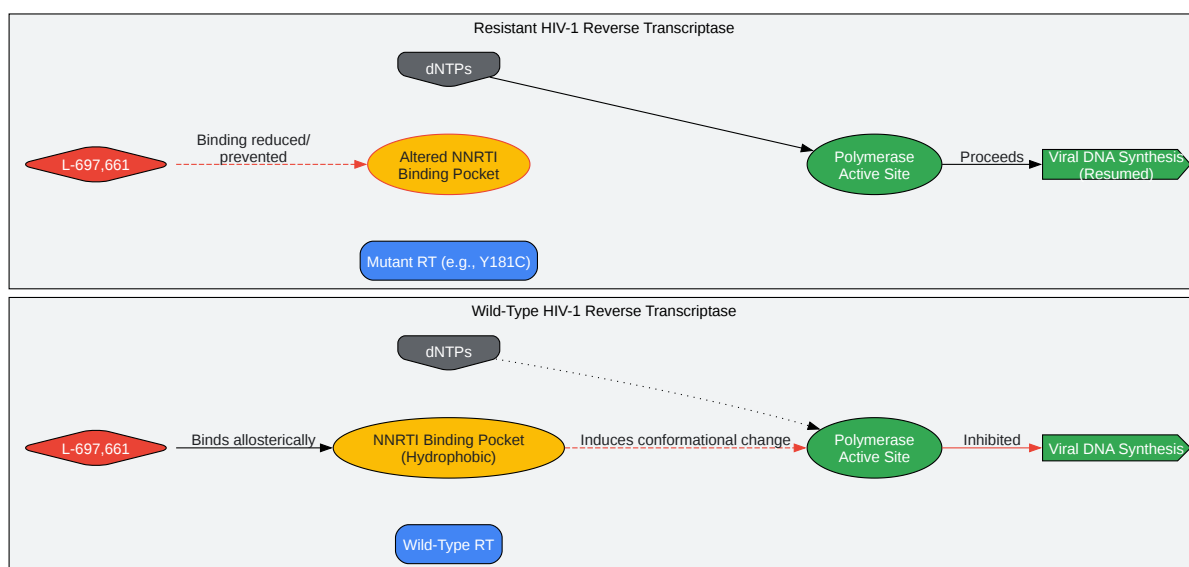 Resistant HIV-1 Reverse Transcriptase
dNTPs
L-697,661
Binding reduced/
prevented
Altered NNRTI
Binding Pocket
Polymerase
Active Site
Proceeds
Viral DNA Synthesis
(Resumed)
Mutant RT (e.g., Y181C)
Wild-Type HIV-1 Reverse Transcriptase
dNTPs
L-697,661
Binds allosterically
NNRTI Binding Pocket
(Hydrophobic)
Induces conformational change
Polymerase
Active Site
Inhibited
Viral DNA Synthesis
Wild-Type RT